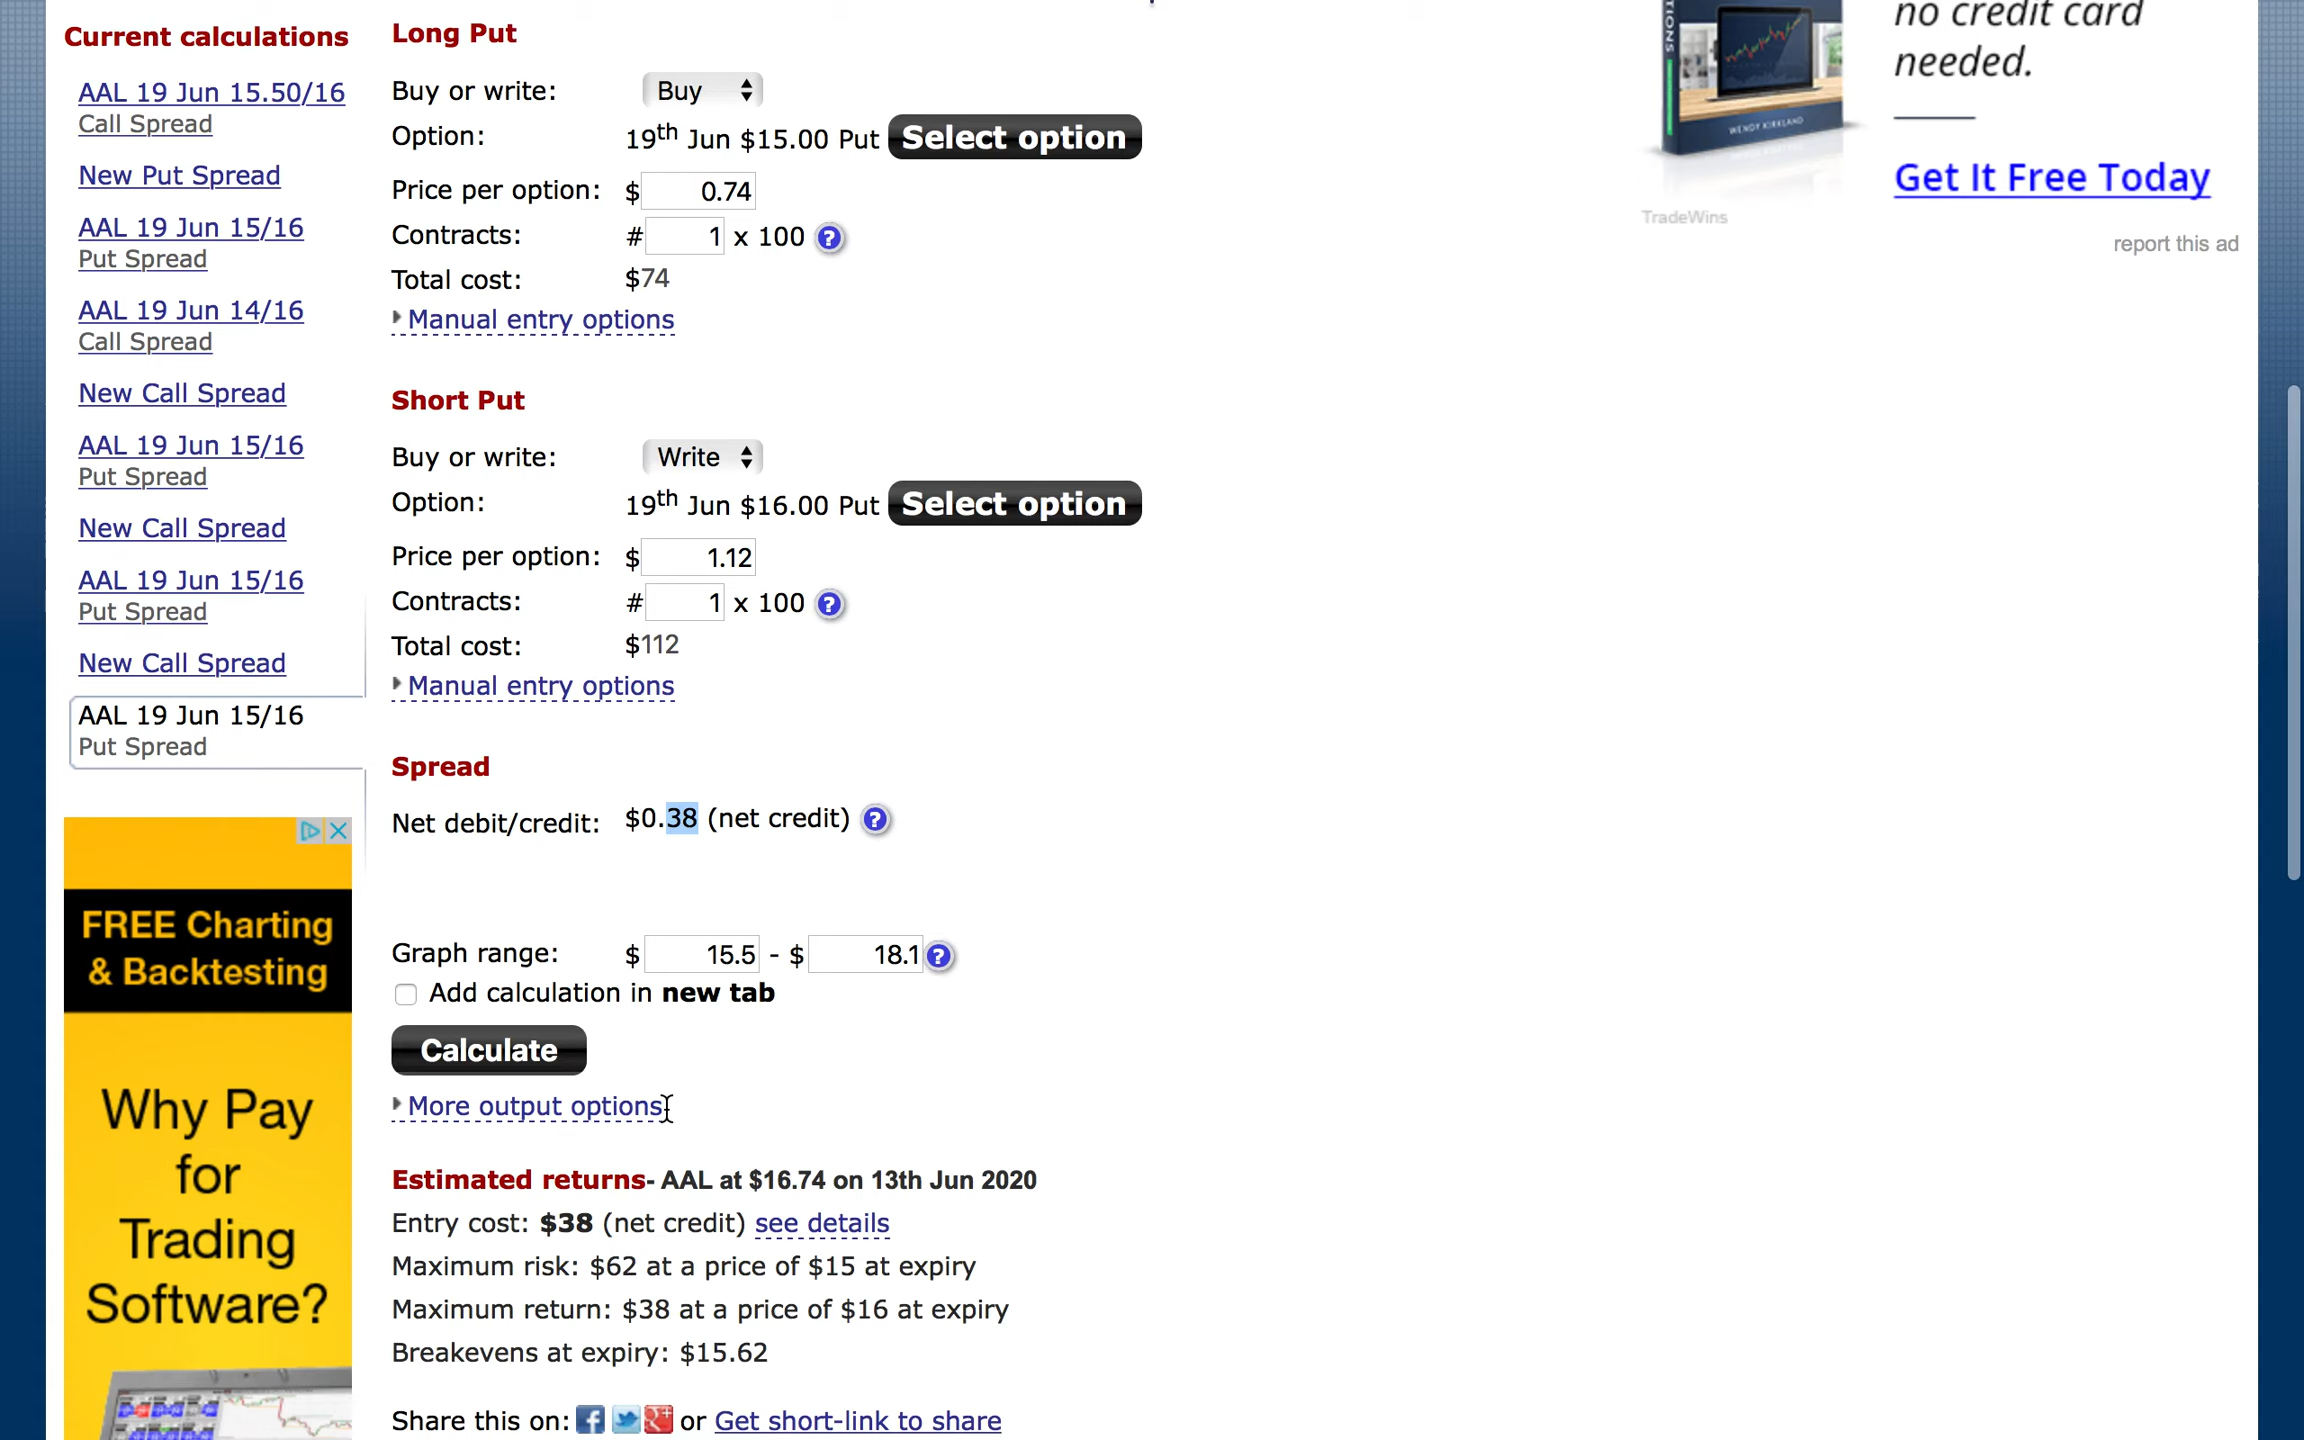 Current calculations
AAL 19 Jun 15.50/16
Call Spread
New Put Spread
AAL 19 Jun 15/16
Put Spread
AAL 19 Jun 14/16
Call Spread
New Call Spread
AAL 19 Jun 15/16
Put Spread
New Call Spread
AAL 19 Jun 15/16
Put Spread
New Call Spread
AAL 19 Jun 15/16
Put Spread
FREE Charting
& Backtesting
Why Pay
for
Trading
Software?
Long Put
Buy or write: Buy
Option: 19th Jun $15.00 Put Select option
Price per option: $ 0.74
Contracts: # 1 x 100 ?
Total cost: $74
Manual entry options
Short Put
Buy or write: Write
Option: 19th Jun $16.00 Put Select option
Price per option: $ 1.12
Contracts: # 1 x 100 ?
Total cost: $112
Manual entry options
Spread
Net debit/credit: $0.38 (net credit) ?
Graph range: $ 15.5 - $ 18.1 ?
Add calculation in new tab
Calculate
More output options
Estimated returns- AAL at $16.74 on 13th Jun 2020
Entry cost: $38 (net credit) see details
Maximum risk: $62 at a price of $15 at expiry
Maximum return: $38 at a price of $16 at expiry
Breakevens at expiry: $15.62
Share this on: or Get short-link to share
TIONS
WENDY KIRKLAND
no credit card
needed.
Get It Free Today
TradeWins
report this ad